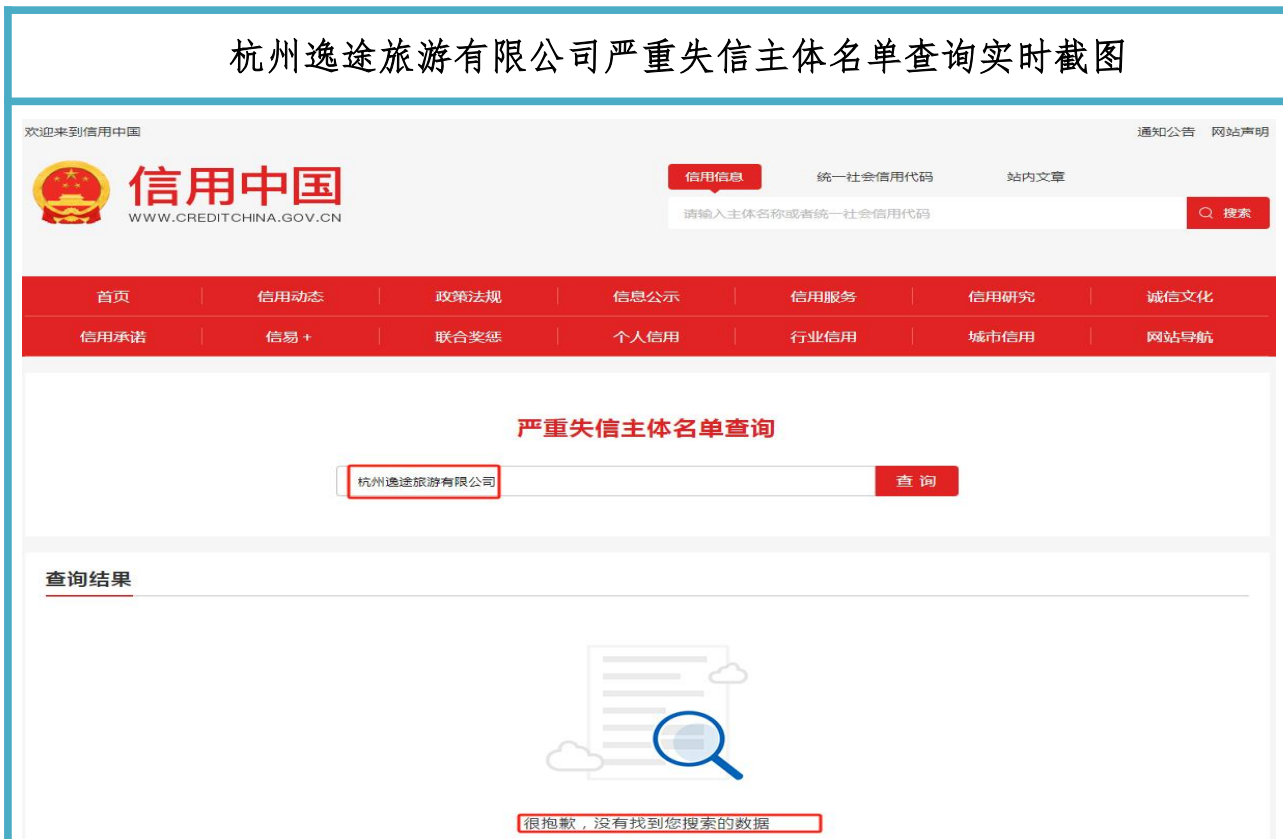 杭州逸途旅游有限公司严重失信主体名单查询实时截图
欢迎来到信用中国
通知公告 网站声明
信用中国
WWW.CREDITCHINA.GOV.CN
信用信息 统一社会信用代码 站内文章
请输入主体名称或者统一社会信用代码 搜索
首页 信用动态 政策法规 信息公示 信用服务 信用研究 诚信文化
信用承诺 信易+ 联合奖惩 个人信用 行业信用 城市信用 网站导航
严重失信主体名单查询
杭州逸途旅游有限公司 查询
查询结果
很抱歉，没有找到您搜索的数据